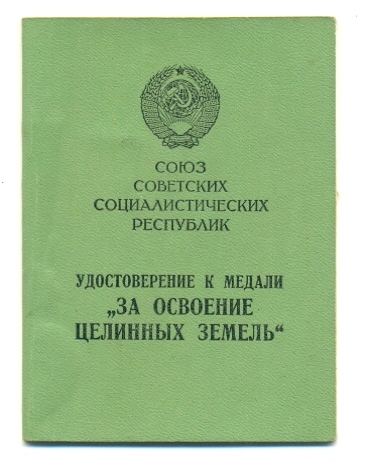 СОЮЗ
СОВЕТСКИХ
СОЦИАЛИСТИЧЕСКИХ
РЕСПУБЛИК
УДОСТОВЕРЕНИЕ К МЕДАЛИ
„ЗА ОСВОЕНИЕ
ЦЕЛИННЫХ ЗЕМЕЛЬ“